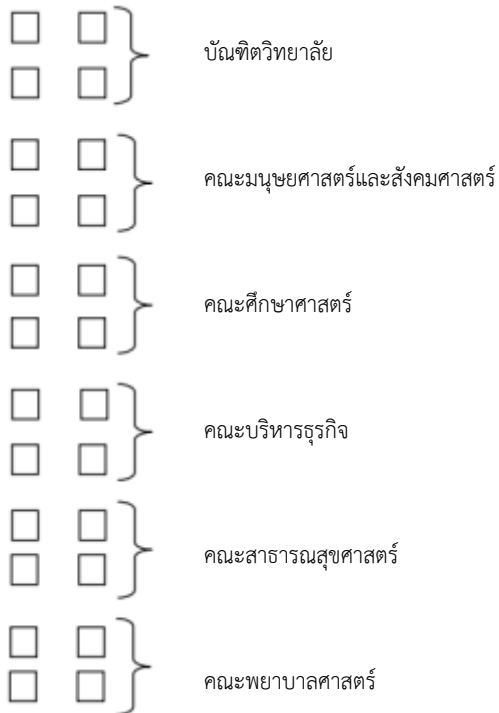 บัณฑิตวิทยาลัย
คณะมนุษยศาสตร์และสังคมศาสตร์
คณะศึกษาศาสตร์
คณะบริหารธุรกิจ
คณะสาธารณสุขศาสตร์
คณะพยาบาลศาสตร์